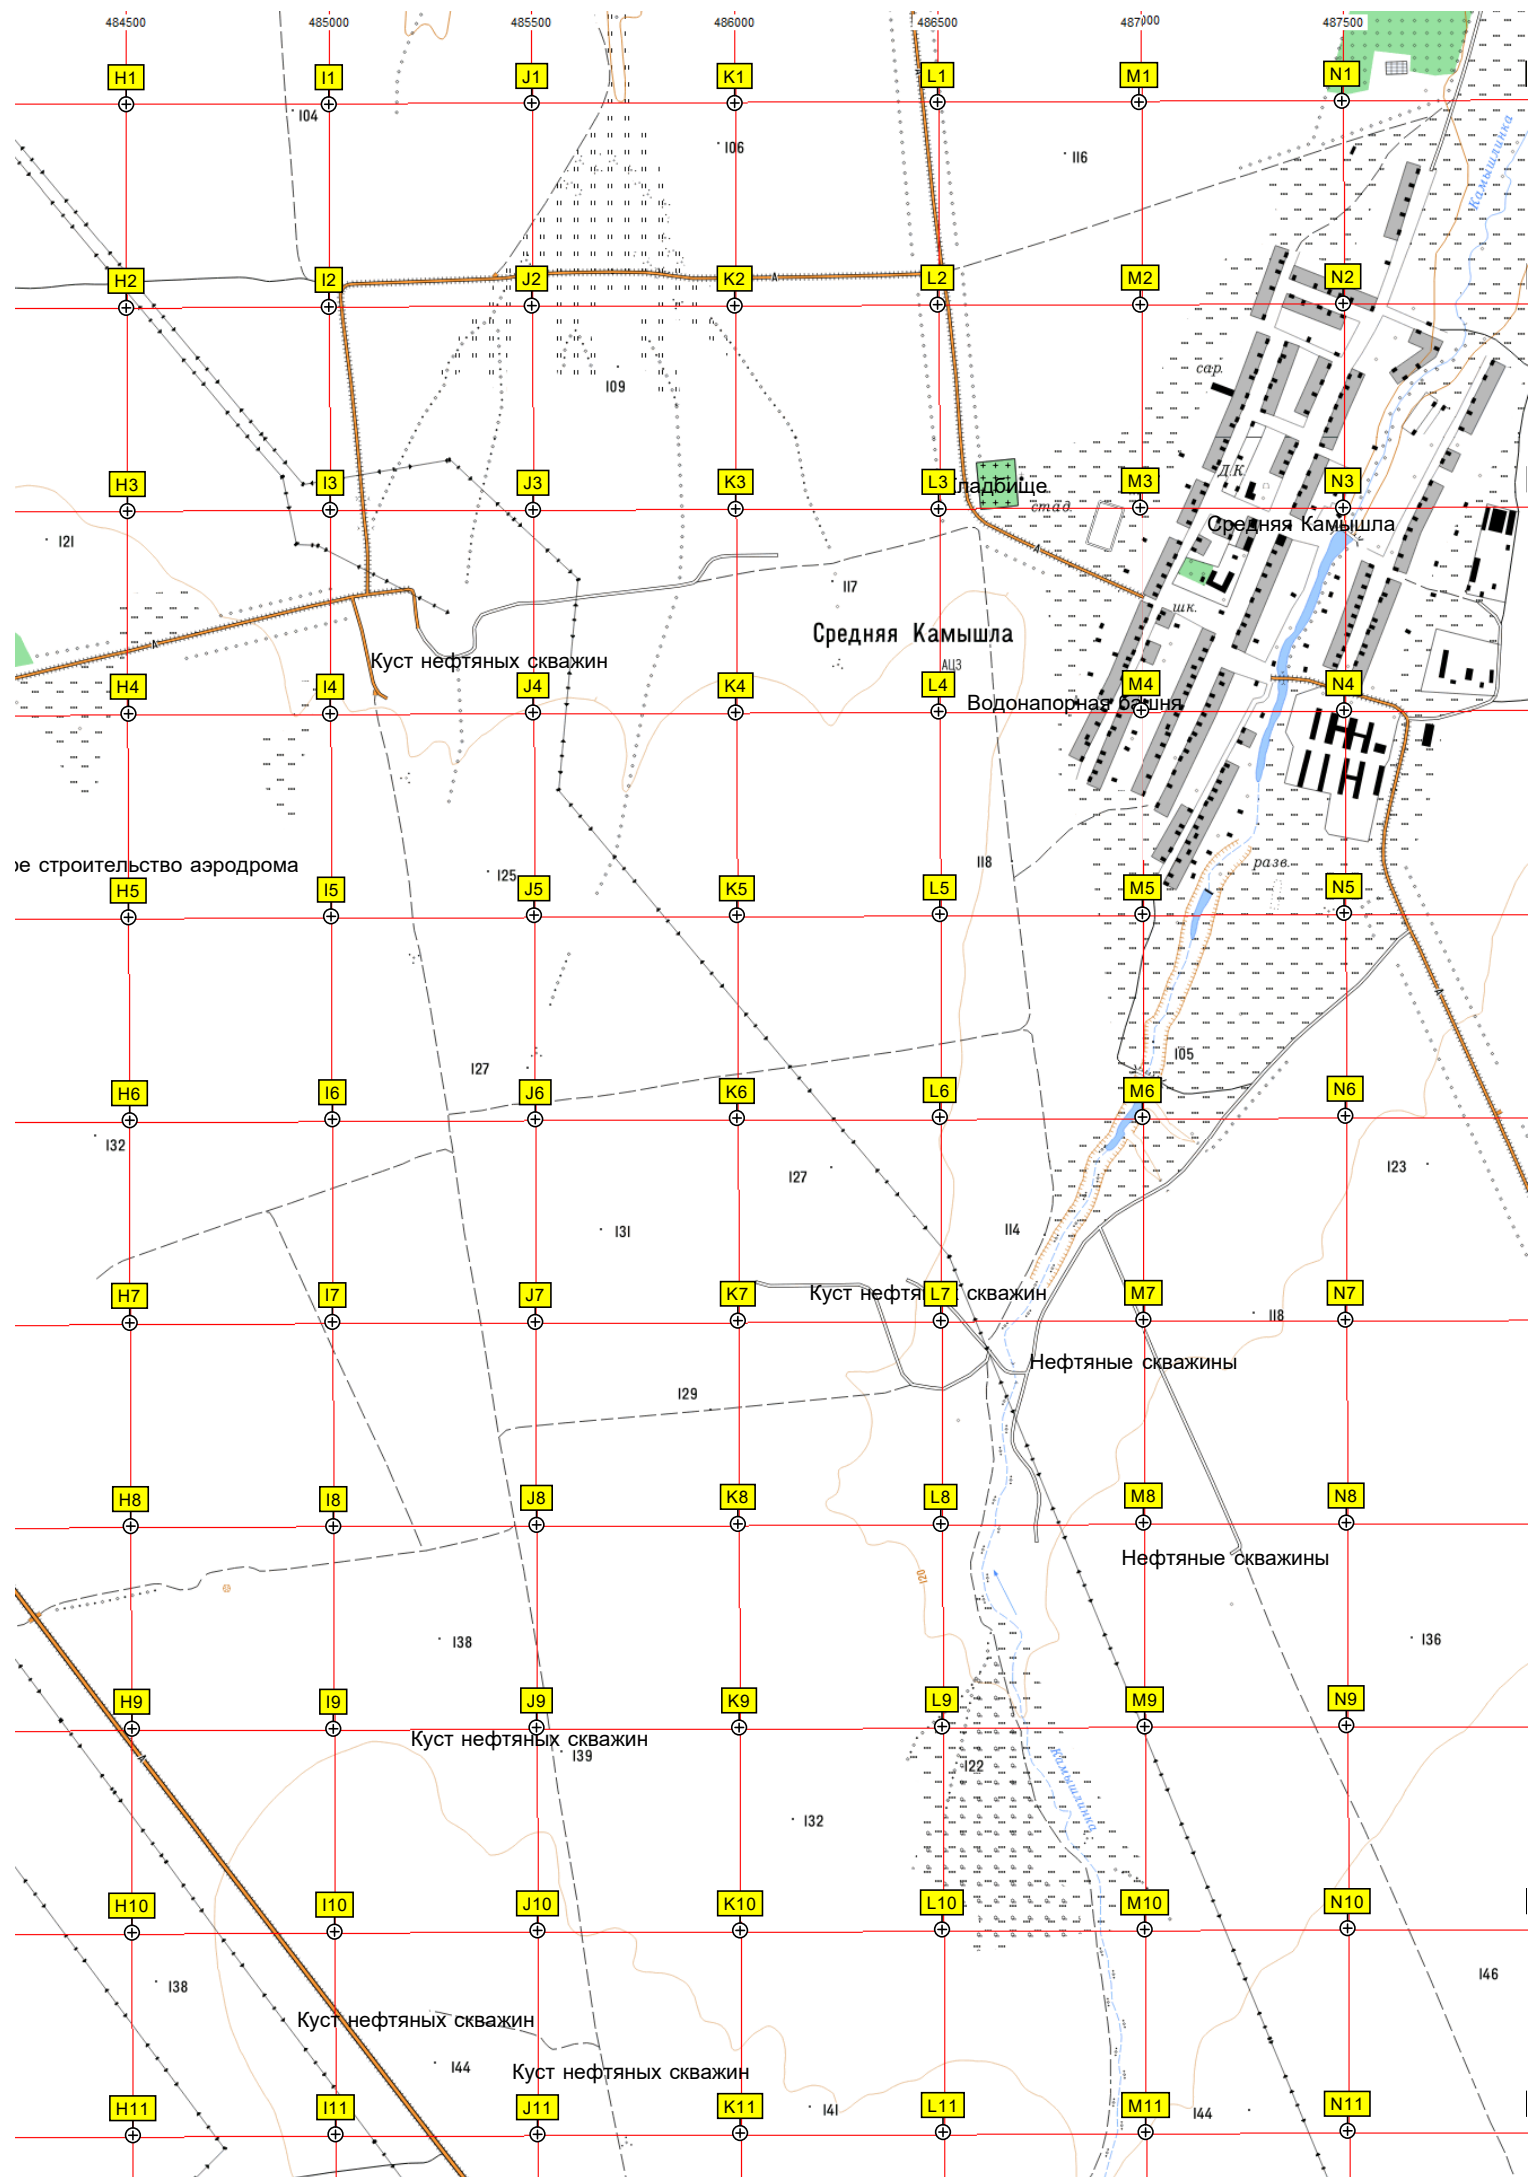 484500 485000 485500 486000 486500 487000 487500
H1 I1 J1 K1 L1 M1 N1
104
106
116
Камышлинка
H2 I2 J2 K2 L2 M2 N2
А
сар.
109
Д.К.
H3 I3 J3 K3 L3 M3 N3
ладбище
стад.
Средняя Камышла
121
А
117
шк.
Средняя Камышла
А
Куст нефтяных скважин
АЦЗ
H4 I4 J4 K4 L4 M4 N4
Водонапорная башня
118
разв.
ое строительство аэродрома
125
H5 I5 J5 K5 L5 M5 N5
А
105
127
H6 I6 J6 K6 L6 M6 N6
132
127
123
131
114
H7 I7 J7 K7 L7 M7 N7
Куст нефтяных скважин
118
Нефтяные скважины
129
H8 I8 J8 K8 L8 M8 N8
Нефтяные скважины
120
138
136
H9 I9 J9 K9 L9 M9 N9
Куст нефтяных скважин
А
139
122
Камышлинка
132
H10 I10 J10 K10 L10 M10 N10
138
146
Куст нефтяных скважин
144
Куст нефтяных скважин
H11 I11 J11 K11 L11 M11 N11
141
144